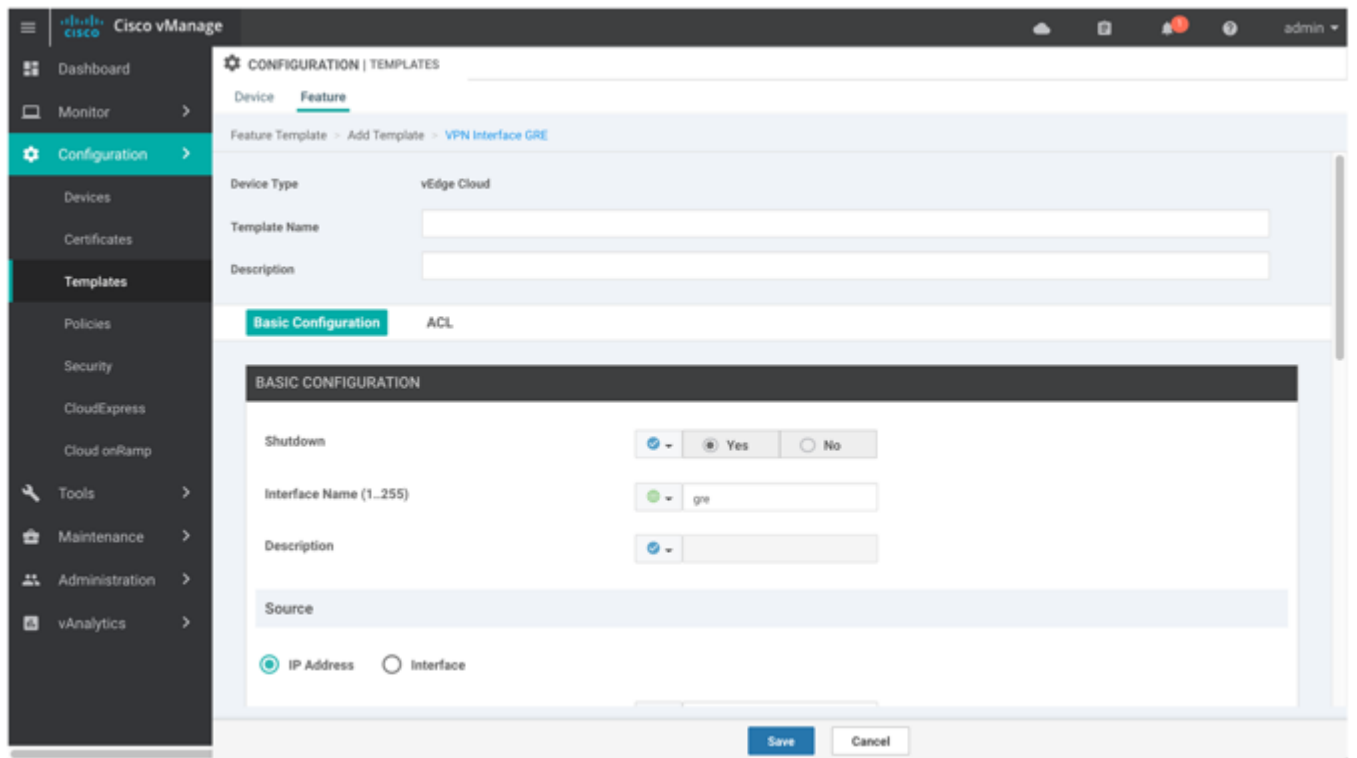 cisco Cisco vManage admin
Dashboard
Monitor
Configuration
Devices
Certificates
Templates
Policies
Security
CloudExpress
Cloud onRamp
Tools
Maintenance
Administration
vAnalytics
CONFIGURATION | TEMPLATES
Device Feature
Feature Template > Add Template > VPN Interface GRE
Device Type vEdge Cloud
Template Name
Description
Basic Configuration ACL
BASIC CONFIGURATION
Shutdown Yes No
Interface Name (1..255) gre
Description
Source
IP Address Interface
Save Cancel